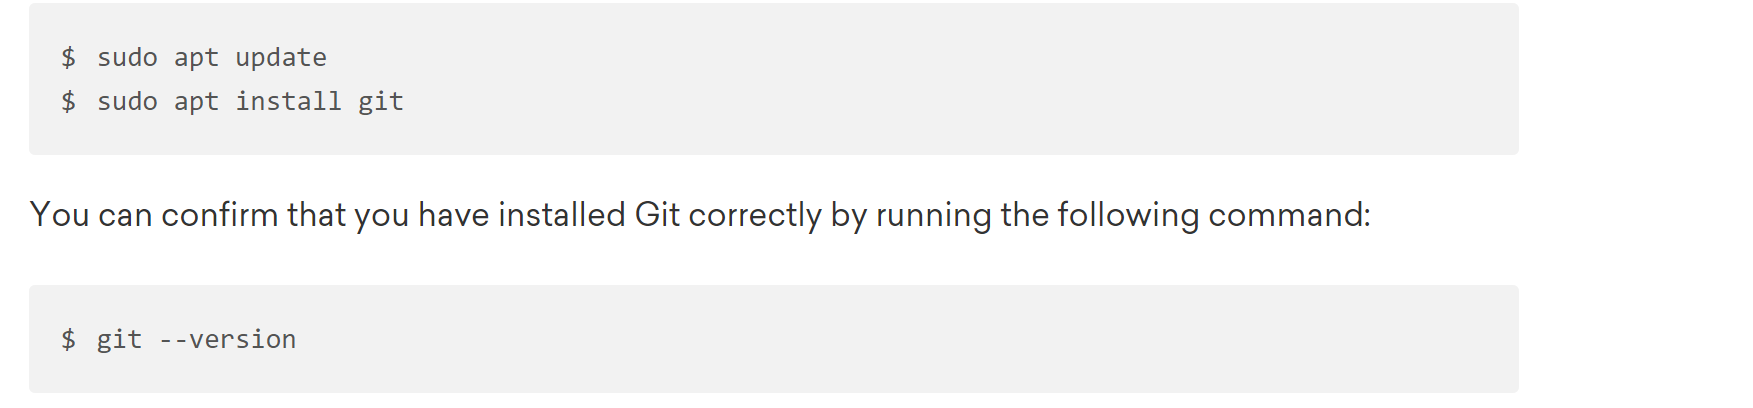 $ sudo apt update
$ sudo apt install git
You can confirm that you have installed Git correctly by running the following command:
$ git --version